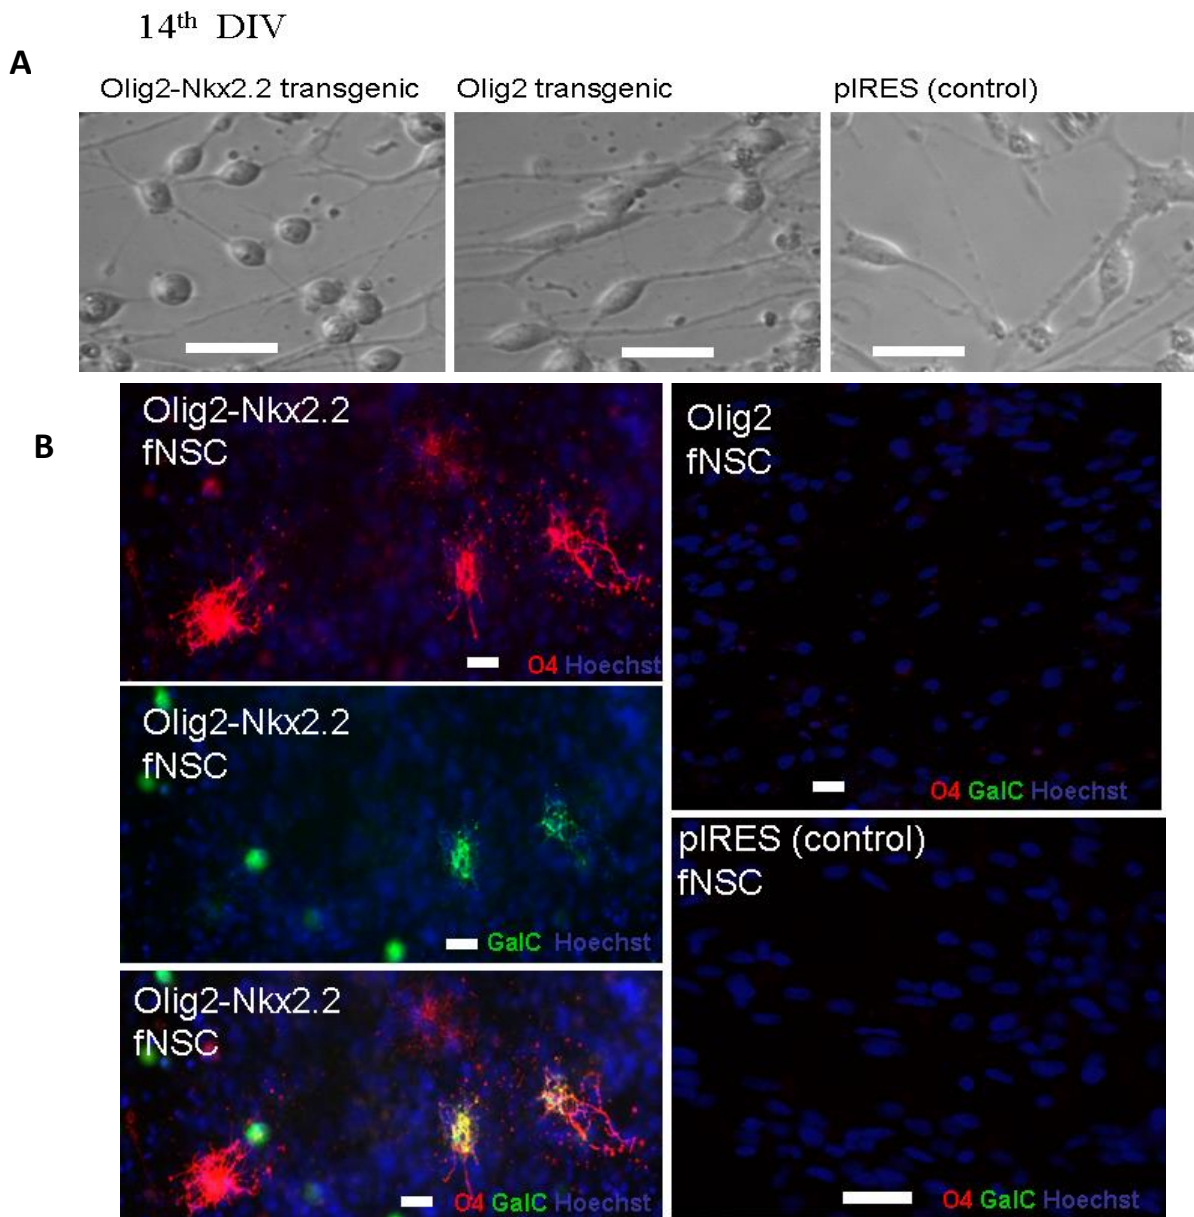 14th DIV
A
Olig2-Nkx2.2 transgenic
Olig2 transgenic
pIRES (control)
B
Olig2-Nkx2.2
fNSC
O4 Hoechst
Olig2-Nkx2.2
fNSC
GalC Hoechst
Olig2-Nkx2.2
fNSC
O4 GalC Hoechst
Olig2
fNSC
O4 GalC Hoechst
pIRES (control)
fNSC
O4 GalC Hoechst